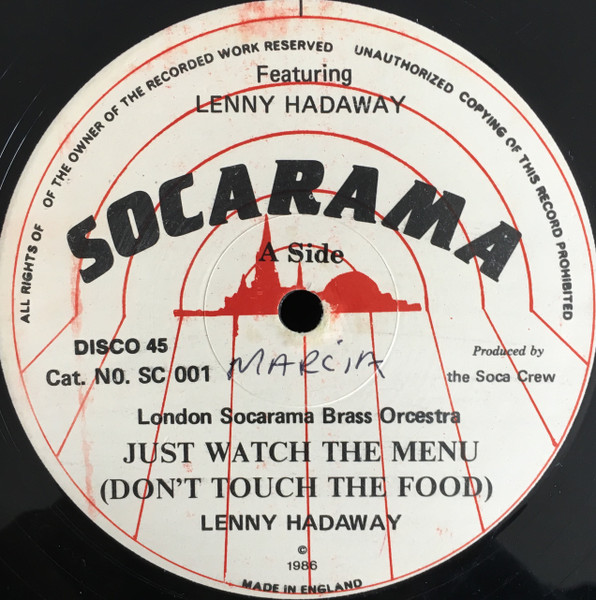 ALL RIGHTS OF OF THE OWNER OF THE RECORDED WORK RESERVED UNAUTHORIZED COPYING OF THIS RECORD PROHIBITED
Featuring
LENNY HADAWAY
SOCARAMA
A Side
DISCO 45
Cat. NO. SC 001
MARCIA
Produced by
the Soca Crew
London Socarama Brass Orcestra
JUST WATCH THE MENU
(DON'T TOUCH THE FOOD)
LENNY HADAWAY
©
1986
MADE IN ENGLAND